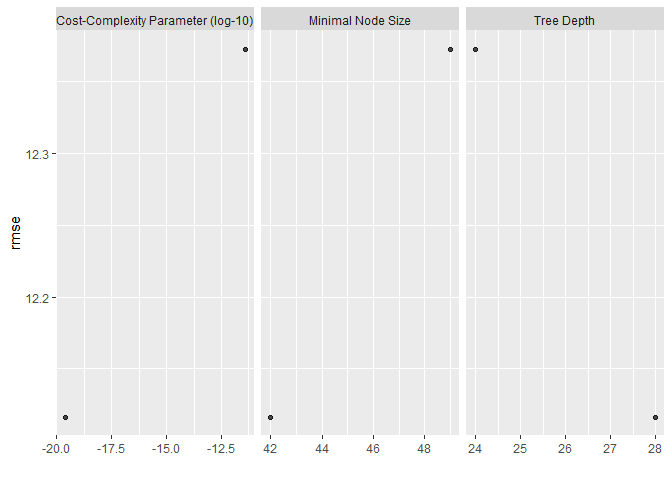 Cost-Complexity Parameter (log-10) Minimal Node Size Tree Depth
rmse
12.3
12.2
-20.0 -17.5 -15.0 -12.5 42 44 46 48 24 25 26 27 28